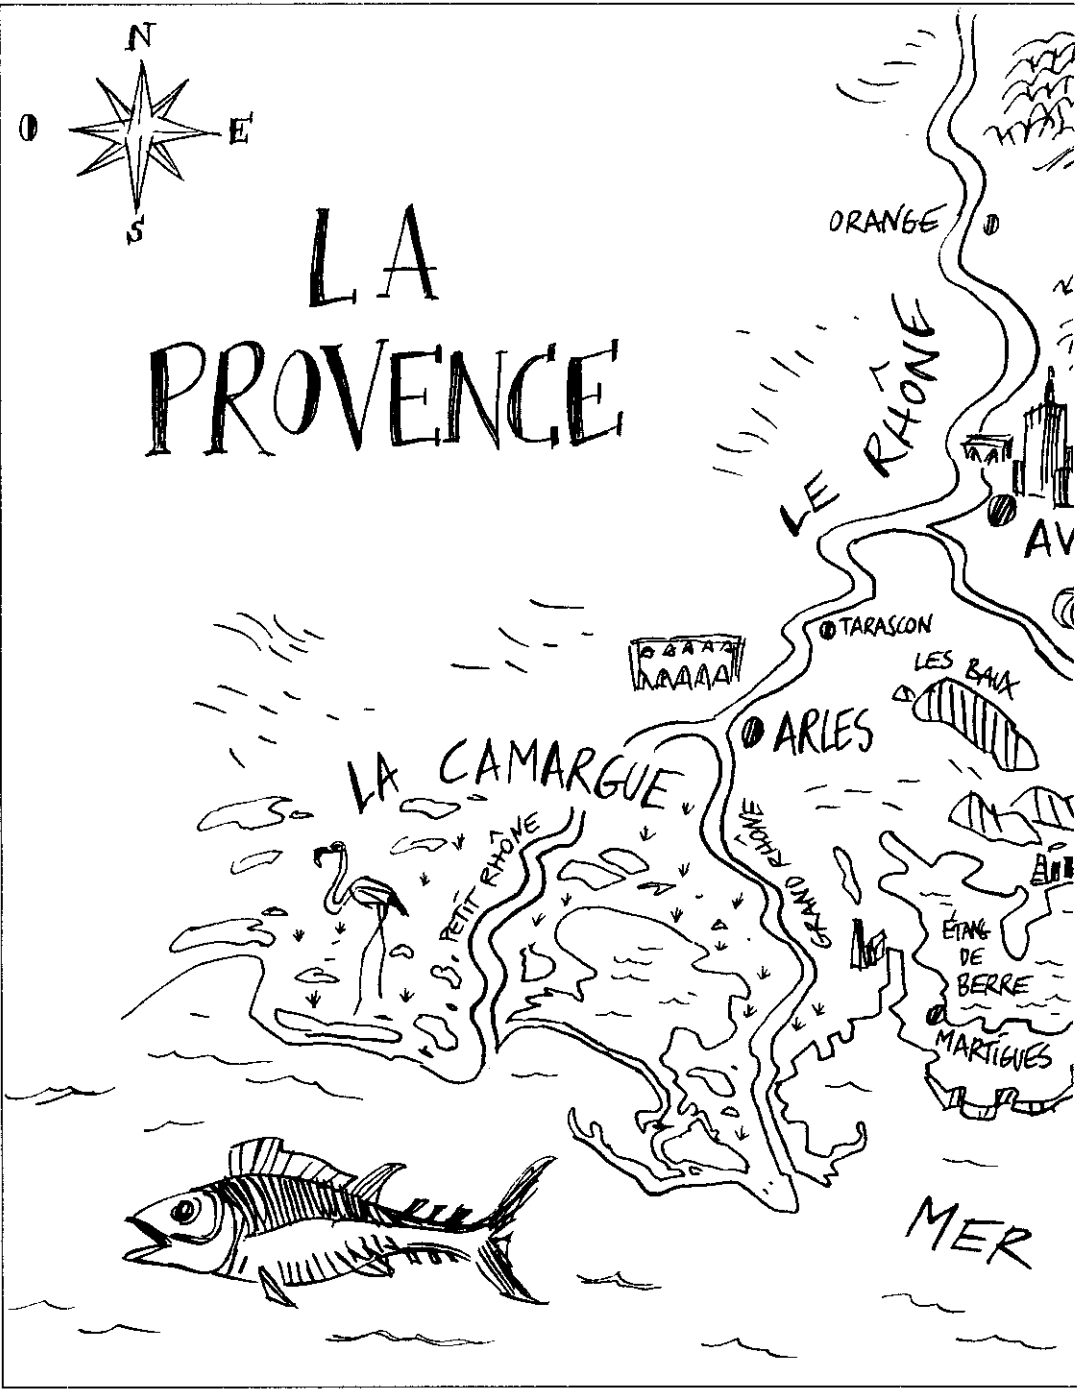 N
O
E
S
LA
PROVENCE
ORANGE
LE RHÔNE
AV
TARASCON
LES BAUX
ARLES
LA CAMARGUE
PETIT RHÔNE
GRAND RHÔNE
ÉTANG
DE
BERRE
MARTIGUES
MER